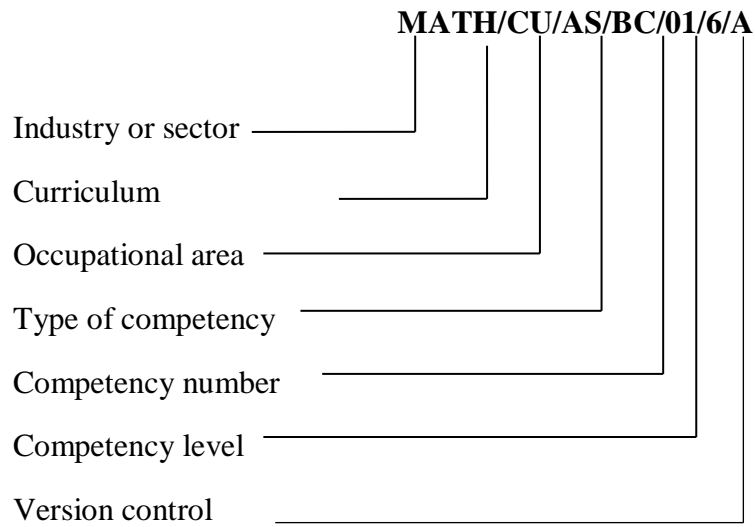 MATH/CU/AS/BC/01/6/A
Industry or sector
Curriculum
Occupational area
Type of competency
Competency number
Competency level
Version control